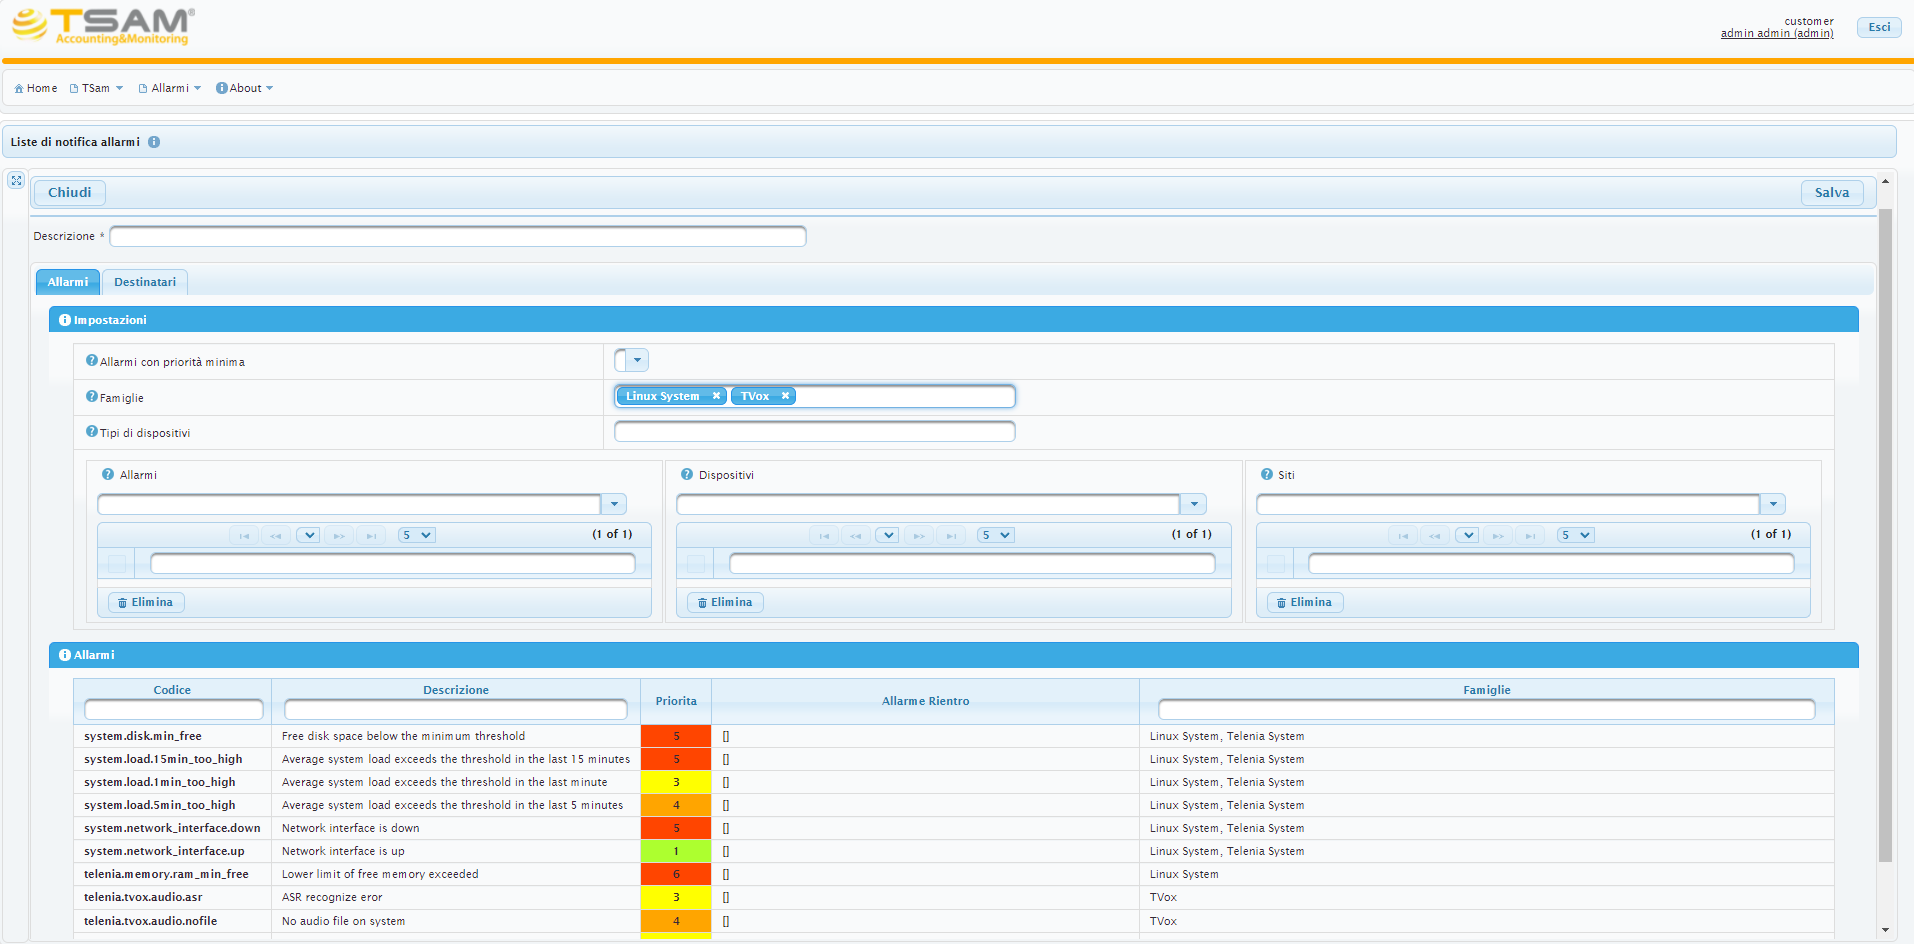 TSAM®
Accounting&Monitoring
customer
admin admin (admin)
Esci
Home TSam Allarmi About
Liste di notifica allarmi
Chiudi Salva
Descrizione *
Allarmi Destinatari
Impostazioni
Allarmi con priorità minima
Famiglie Linux System TVox
Tipi di dispositivi
Allarmi Dispositivi Siti
5 (1 of 1) 5 (1 of 1) 5 (1 of 1)
Elimina Elimina Elimina
Allarmi
Codice Descrizione Priorita Allarme Rientro Famiglie
system.disk.min_free Free disk space below the minimum threshold 5 [] Linux System, Telenia System
system.load.15min_too_high Average system load exceeds the threshold in the last 15 minutes 5 [] Linux System, Telenia System
system.load.1min_too_high Average system load exceeds the threshold in the last minute 3 [] Linux System, Telenia System
system.load.5min_too_high Average system load exceeds the threshold in the last 5 minutes 4 [] Linux System, Telenia System
system.network_interface.down Network interface is down 5 [] Linux System, Telenia System
system.network_interface.up Network interface is up 1 [] Linux System, Telenia System
telenia.memory.ram_min_free Lower limit of free memory exceeded 6 [] Linux System
telenia.tvox.audio.asr ASR recognize eror 3 [] TVox
telenia.tvox.audio.nofile No audio file on system 4 [] TVox